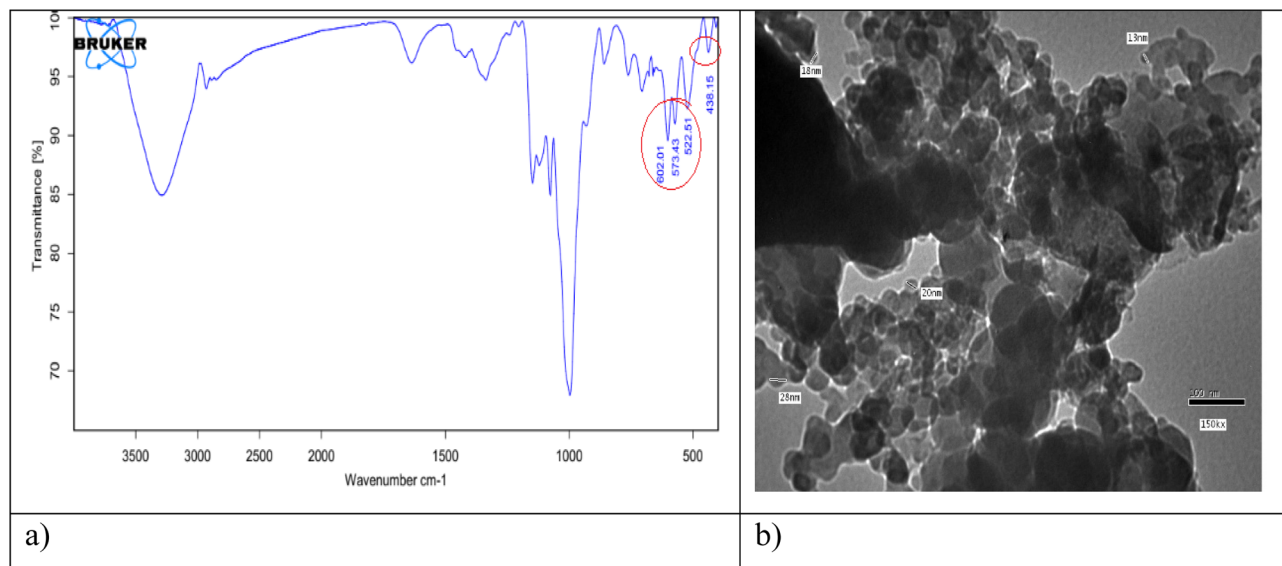 BRUKER
Transmittance [%]
100
95
90
85
80
75
70
602.01
573.43
522.51
438.15
3500
3000
2500
2000
1500
1000
500
Wavenumber cm-1
18nm
13nm
20nm
28nm
100 nm
150kx
a)
b)